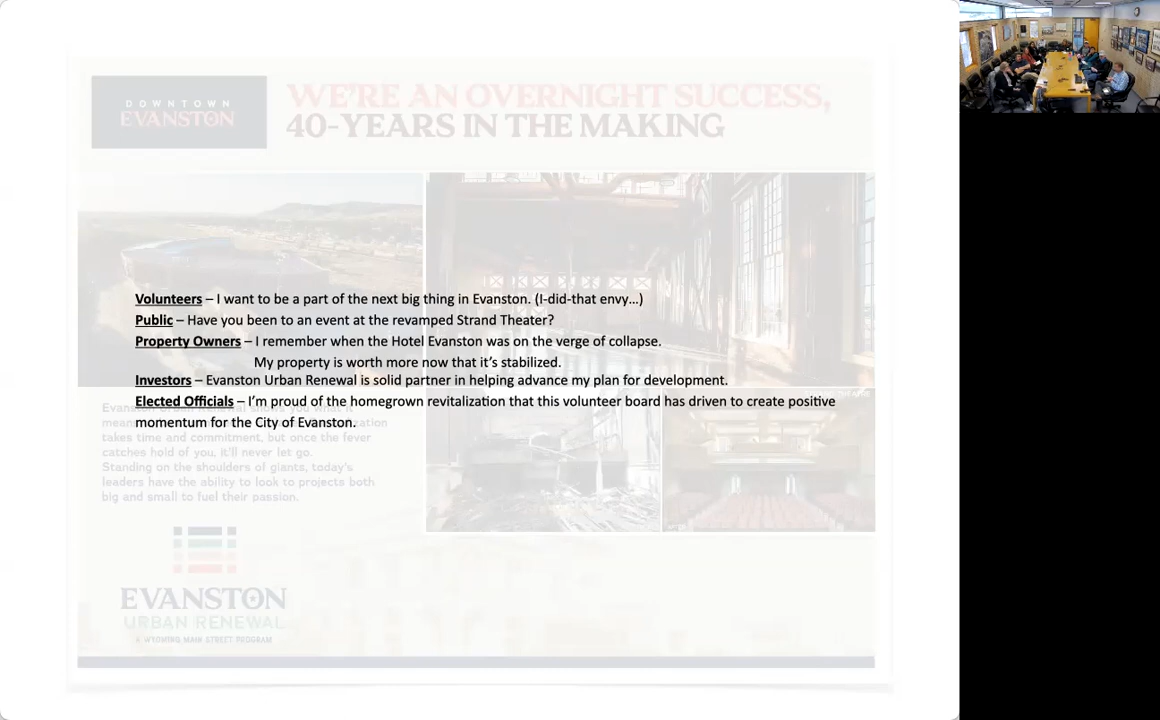 DOWNTOWN
EVANSTON
WE'RE AN OVERNIGHT SUCCESS,
40-YEARS IN THE MAKING
Volunteers – I want to be a part of the next big thing in Evanston. (I-did-that envy...)
Public – Have you been to an event at the revamped Strand Theater?
Property Owners – I remember when the Hotel Evanston was on the verge of collapse.
My property is worth more now that it's stabilized.
Investors – Evanston Urban Renewal is solid partner in helping advance my plan for development.
Elected Officials – I'm proud of the homegrown revitalization that this volunteer board has driven to create positive
momentum for the City of Evanston.
Evanston Urban Renewal shows you what it
takes time and commitment, but once the fever
catches hold of you, it'll never let go.
Standing on the shoulders of giants, today's
leaders have the ability to look to projects both
big and small to fuel their passion.
EVANSTON
URBAN RENEWAL
A WYOMING MAIN STREET PROGRAM